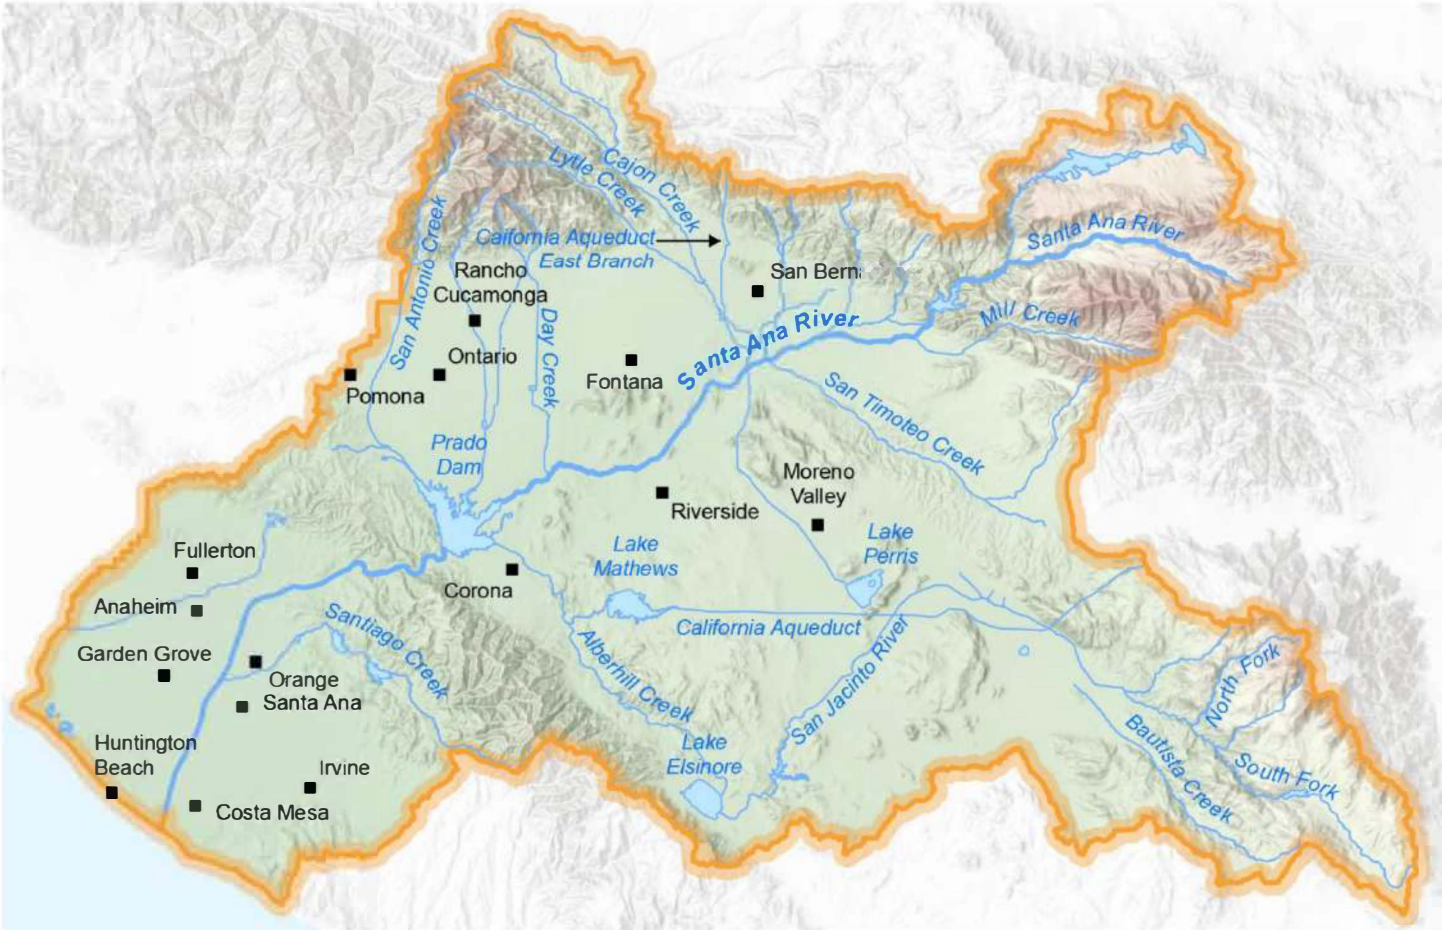 Lytle Creek
Cajon Creek
San Antonio Creek
Caifornia Aqueduct
East Branch
Santa Ana River
Rancho
Cucamonga
San Bern
Mill Creek
Santa Ana River
Day Creek
Ontario
Fontana
Pomona
San Timoteo Creek
Prado
Dam
Moreno
Valley
Riverside
Lake
Perris
Fullerton
Lake
Mathews
Corona
Anaheim
Santiago Creek
California Aqueduct
Garden Grove
Alberhill Creek
San Jacinto River
North Fork
Orange
Santa Ana
Huntington
Beach
Lake
Elsinore
Bautista Creek
South Fork
Irvine
Costa Mesa